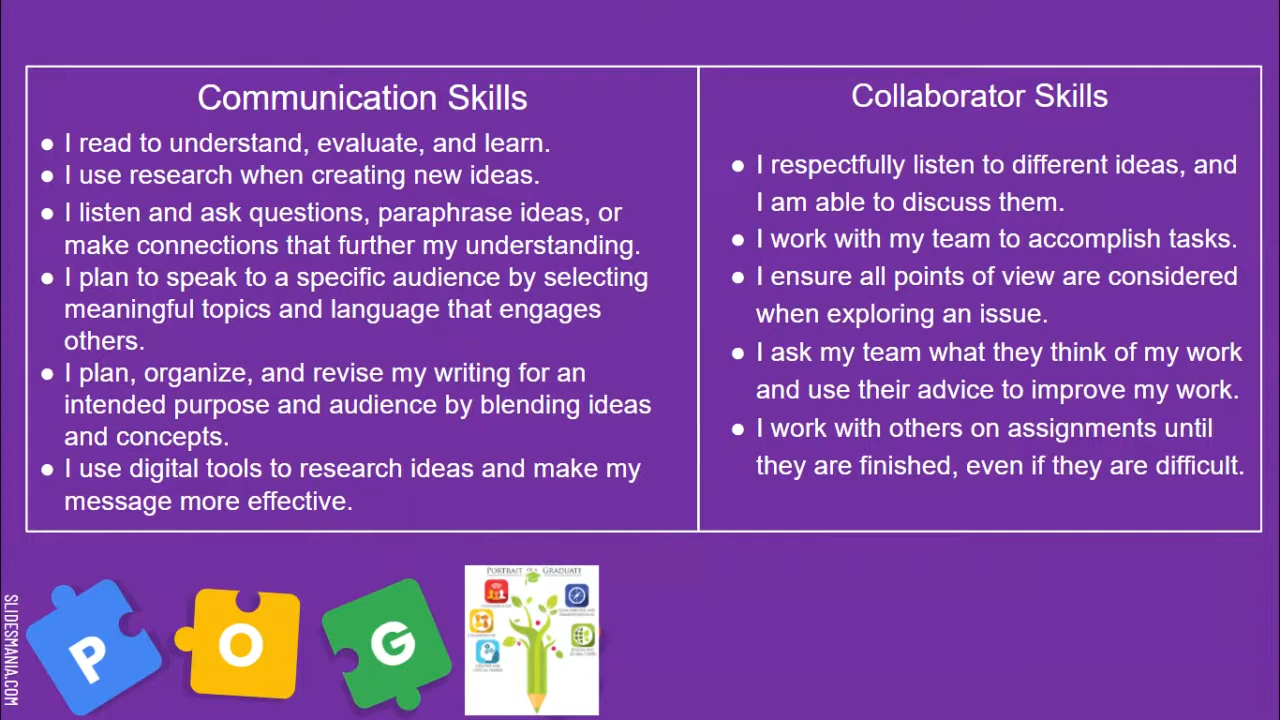 Communication Skills
● I read to understand, evaluate, and learn.
● I use research when creating new ideas.
● I listen and ask questions, paraphrase ideas, or
make connections that further my understanding.
● I plan to speak to a specific audience by selecting
meaningful topics and language that engages
others.
● I plan, organize, and revise my writing for an
intended purpose and audience by blending ideas
and concepts.
● I use digital tools to research ideas and make my
message more effective.
Collaborator Skills
● I respectfully listen to different ideas, and
I am able to discuss them.
● I work with my team to accomplish tasks.
● I ensure all points of view are considered
when exploring an issue.
● I ask my team what they think of my work
and use their advice to improve my work.
● I work with others on assignments until
they are finished, even if they are difficult.
SLIDESMANIA.COM
P
O
G
PORTRAIT OF A GRADUATE